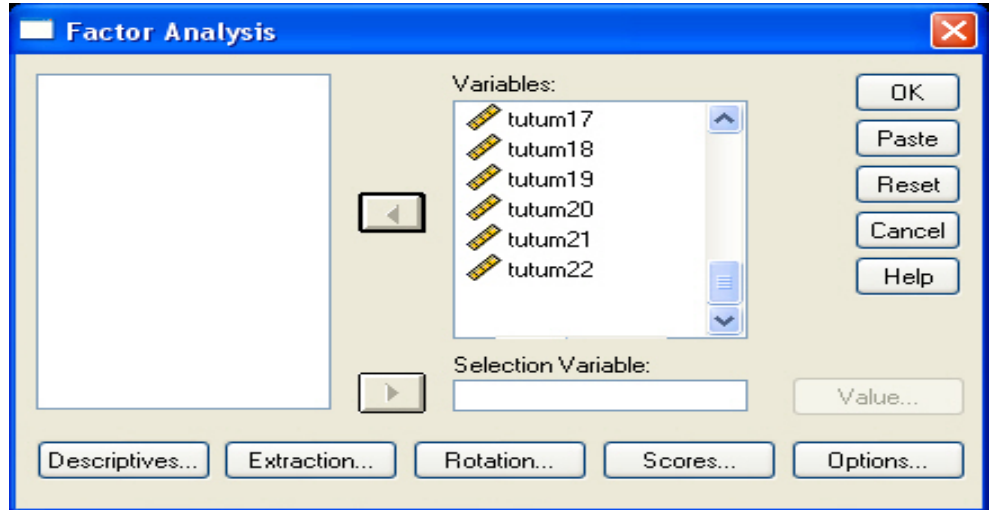 Factor Analysis
Variables:
tutum17
tutum18
tutum19
tutum20
tutum21
tutum22
OK
Paste
Reset
Cancel
Help
Selection Variable:
Value...
Descriptives...
Extraction...
Rotation...
Scores...
Options...